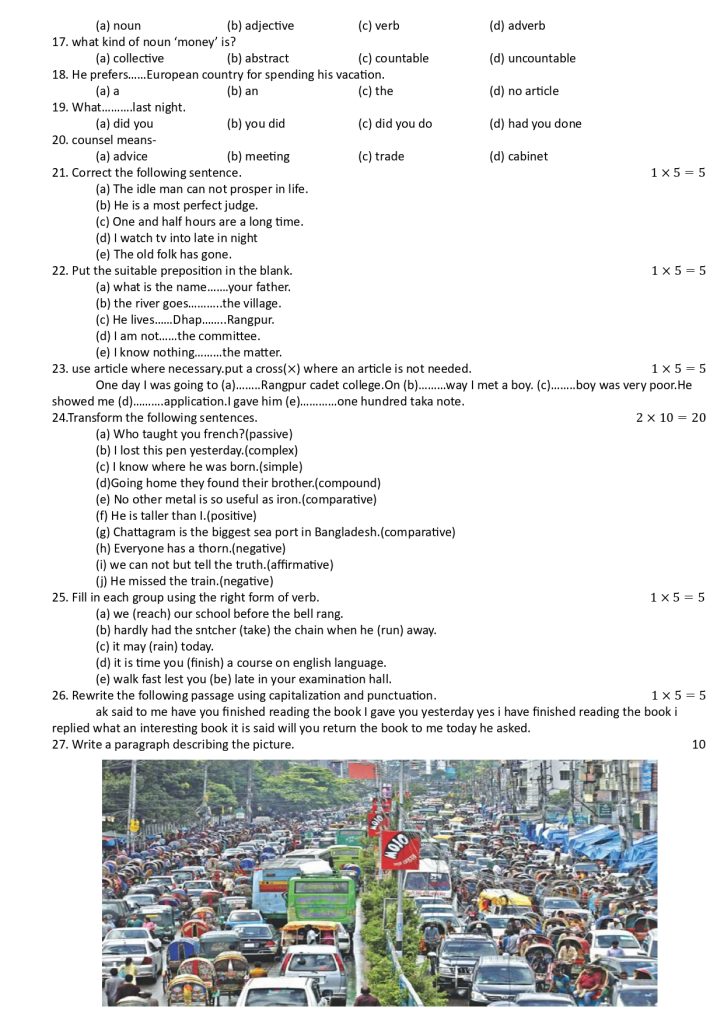 (a) noun (b) adjective (c) verb (d) adverb
17. what kind of noun ‘money’ is?
(a) collective (b) abstract (c) countable (d) uncountable
18. He prefers......European country for spending his vacation.
(a) a (b) an (c) the (d) no article
19. What..........last night.
(a) did you (b) you did (c) did you do (d) had you done
20. counsel means-
(a) advice (b) meeting (c) trade (d) cabinet
21. Correct the following sentence. 1 × 5 = 5
(a) The idle man can not prosper in life.
(b) He is a most perfect judge.
(c) One and half hours are a long time.
(d) I watch tv into late in night
(e) The old folk has gone.
22. Put the suitable preposition in the blank. 1 × 5 = 5
(a) what is the name.......your father.
(b) the river goes...........the village.
(c) He lives......Dhap........Rangpur.
(d) I am not......the committee.
(e) I know nothing.........the matter.
23. use article where necessary.put a cross(×) where an article is not needed. 1 × 5 = 5
One day I was going to (a)........Rangpur cadet college.On (b).........way I met a boy. (c)........boy was very poor.He
showed me (d)..........application.I gave him (e)............one hundred taka note.
24.Transform the following sentences. 2 × 10 = 20
(a) Who taught you french?(passive)
(b) I lost this pen yesterday.(complex)
(c) I know where he was born.(simple)
(d)Going home they found their brother.(compound)
(e) No other metal is so useful as iron.(comparative)
(f) He is taller than I.(positive)
(g) Chattagram is the biggest sea port in Bangladesh.(comparative)
(h) Everyone has a thorn.(negative)
(i) we can not but tell the truth.(affirmative)
(j) He missed the train.(negative)
25. Fill in each group using the right form of verb. 1 × 5 = 5
(a) we (reach) our school before the bell rang.
(b) hardly had the sntcher (take) the chain when he (run) away.
(c) it may (rain) today.
(d) it is time you (finish) a course on english language.
(e) walk fast lest you (be) late in your examination hall.
26. Rewrite the following passage using capitalization and punctuation. 1 × 5 = 5
ak said to me have you finished reading the book I gave you yesterday yes i have finished reading the book i
replied what an interesting book it is said will you return the book to me today he asked.
27. Write a paragraph describing the picture. 10
MOJO